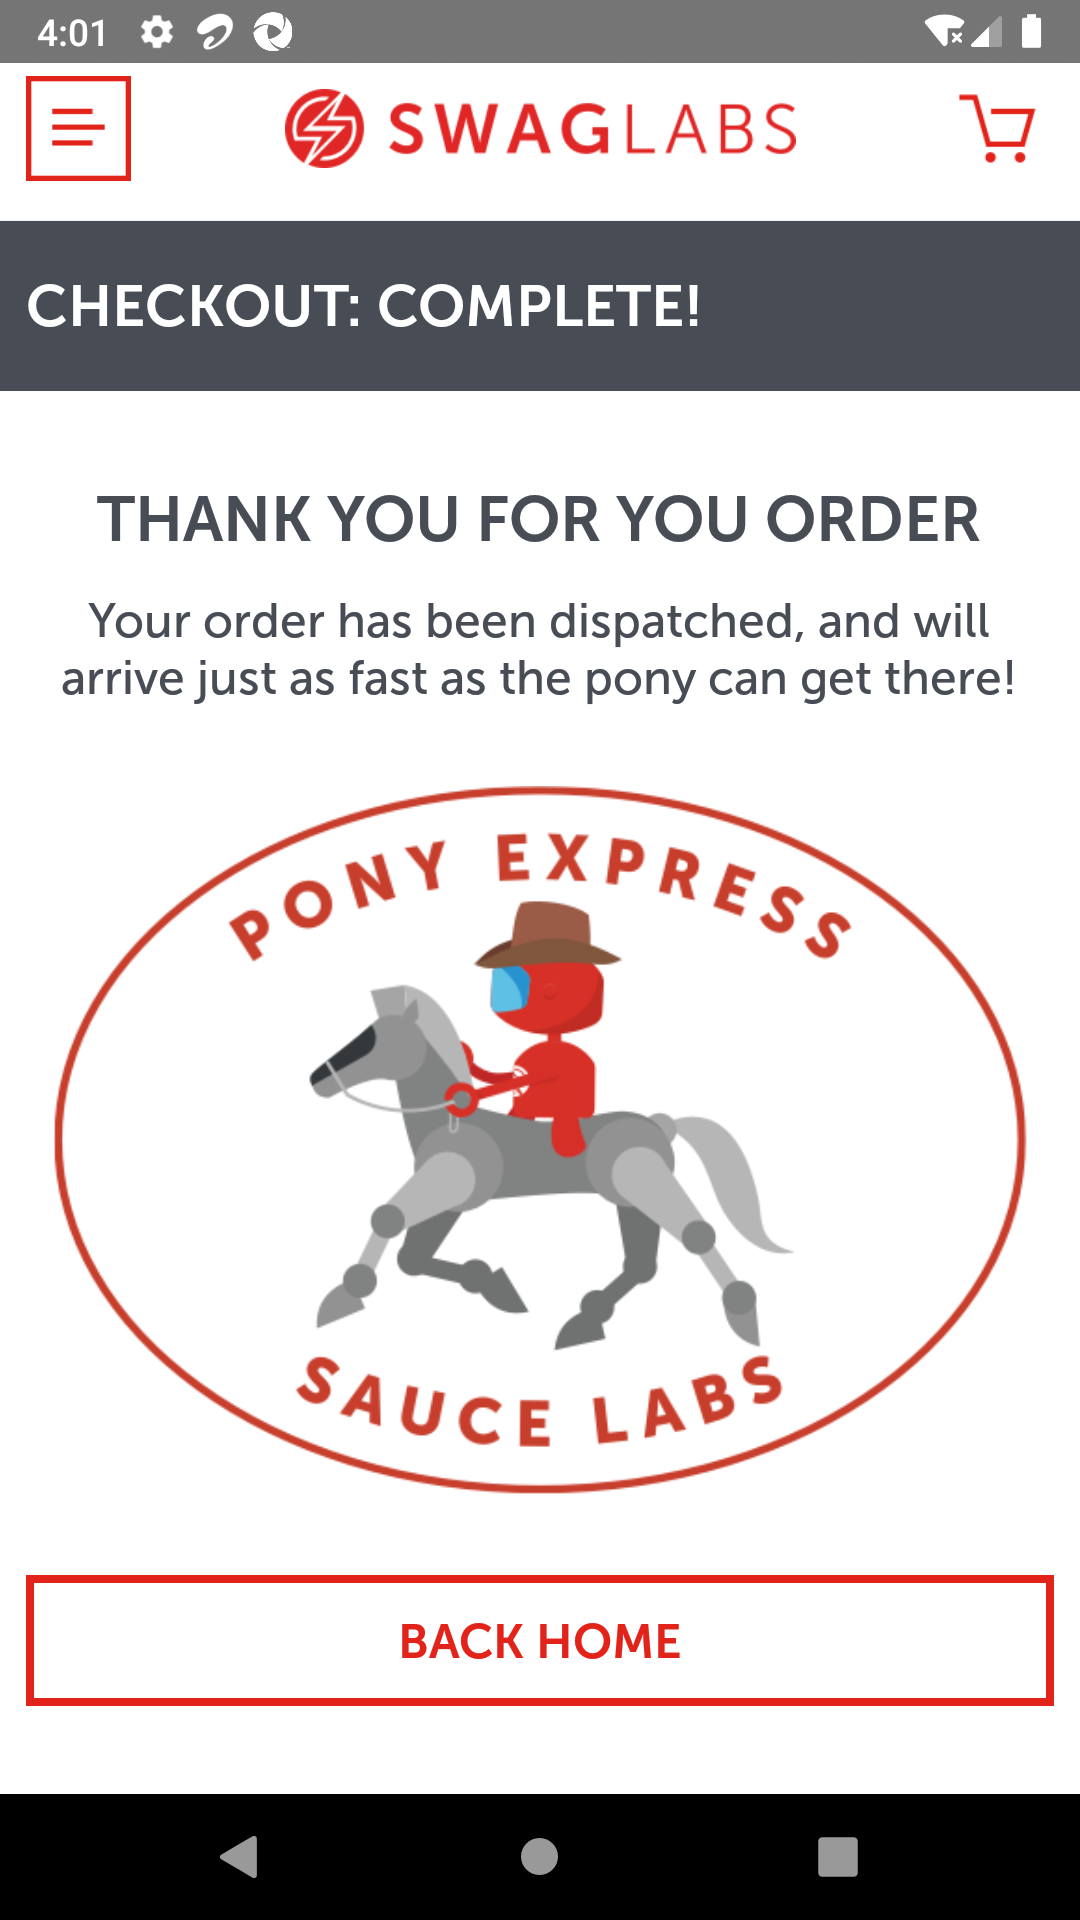 4:01
SWAGLABS
CHECKOUT: COMPLETE!
THANK YOU FOR YOU ORDER
Your order has been dispatched, and will
arrive just as fast as the pony can get there!
PONY EXPRESS
SAUCE LABS
BACK HOME